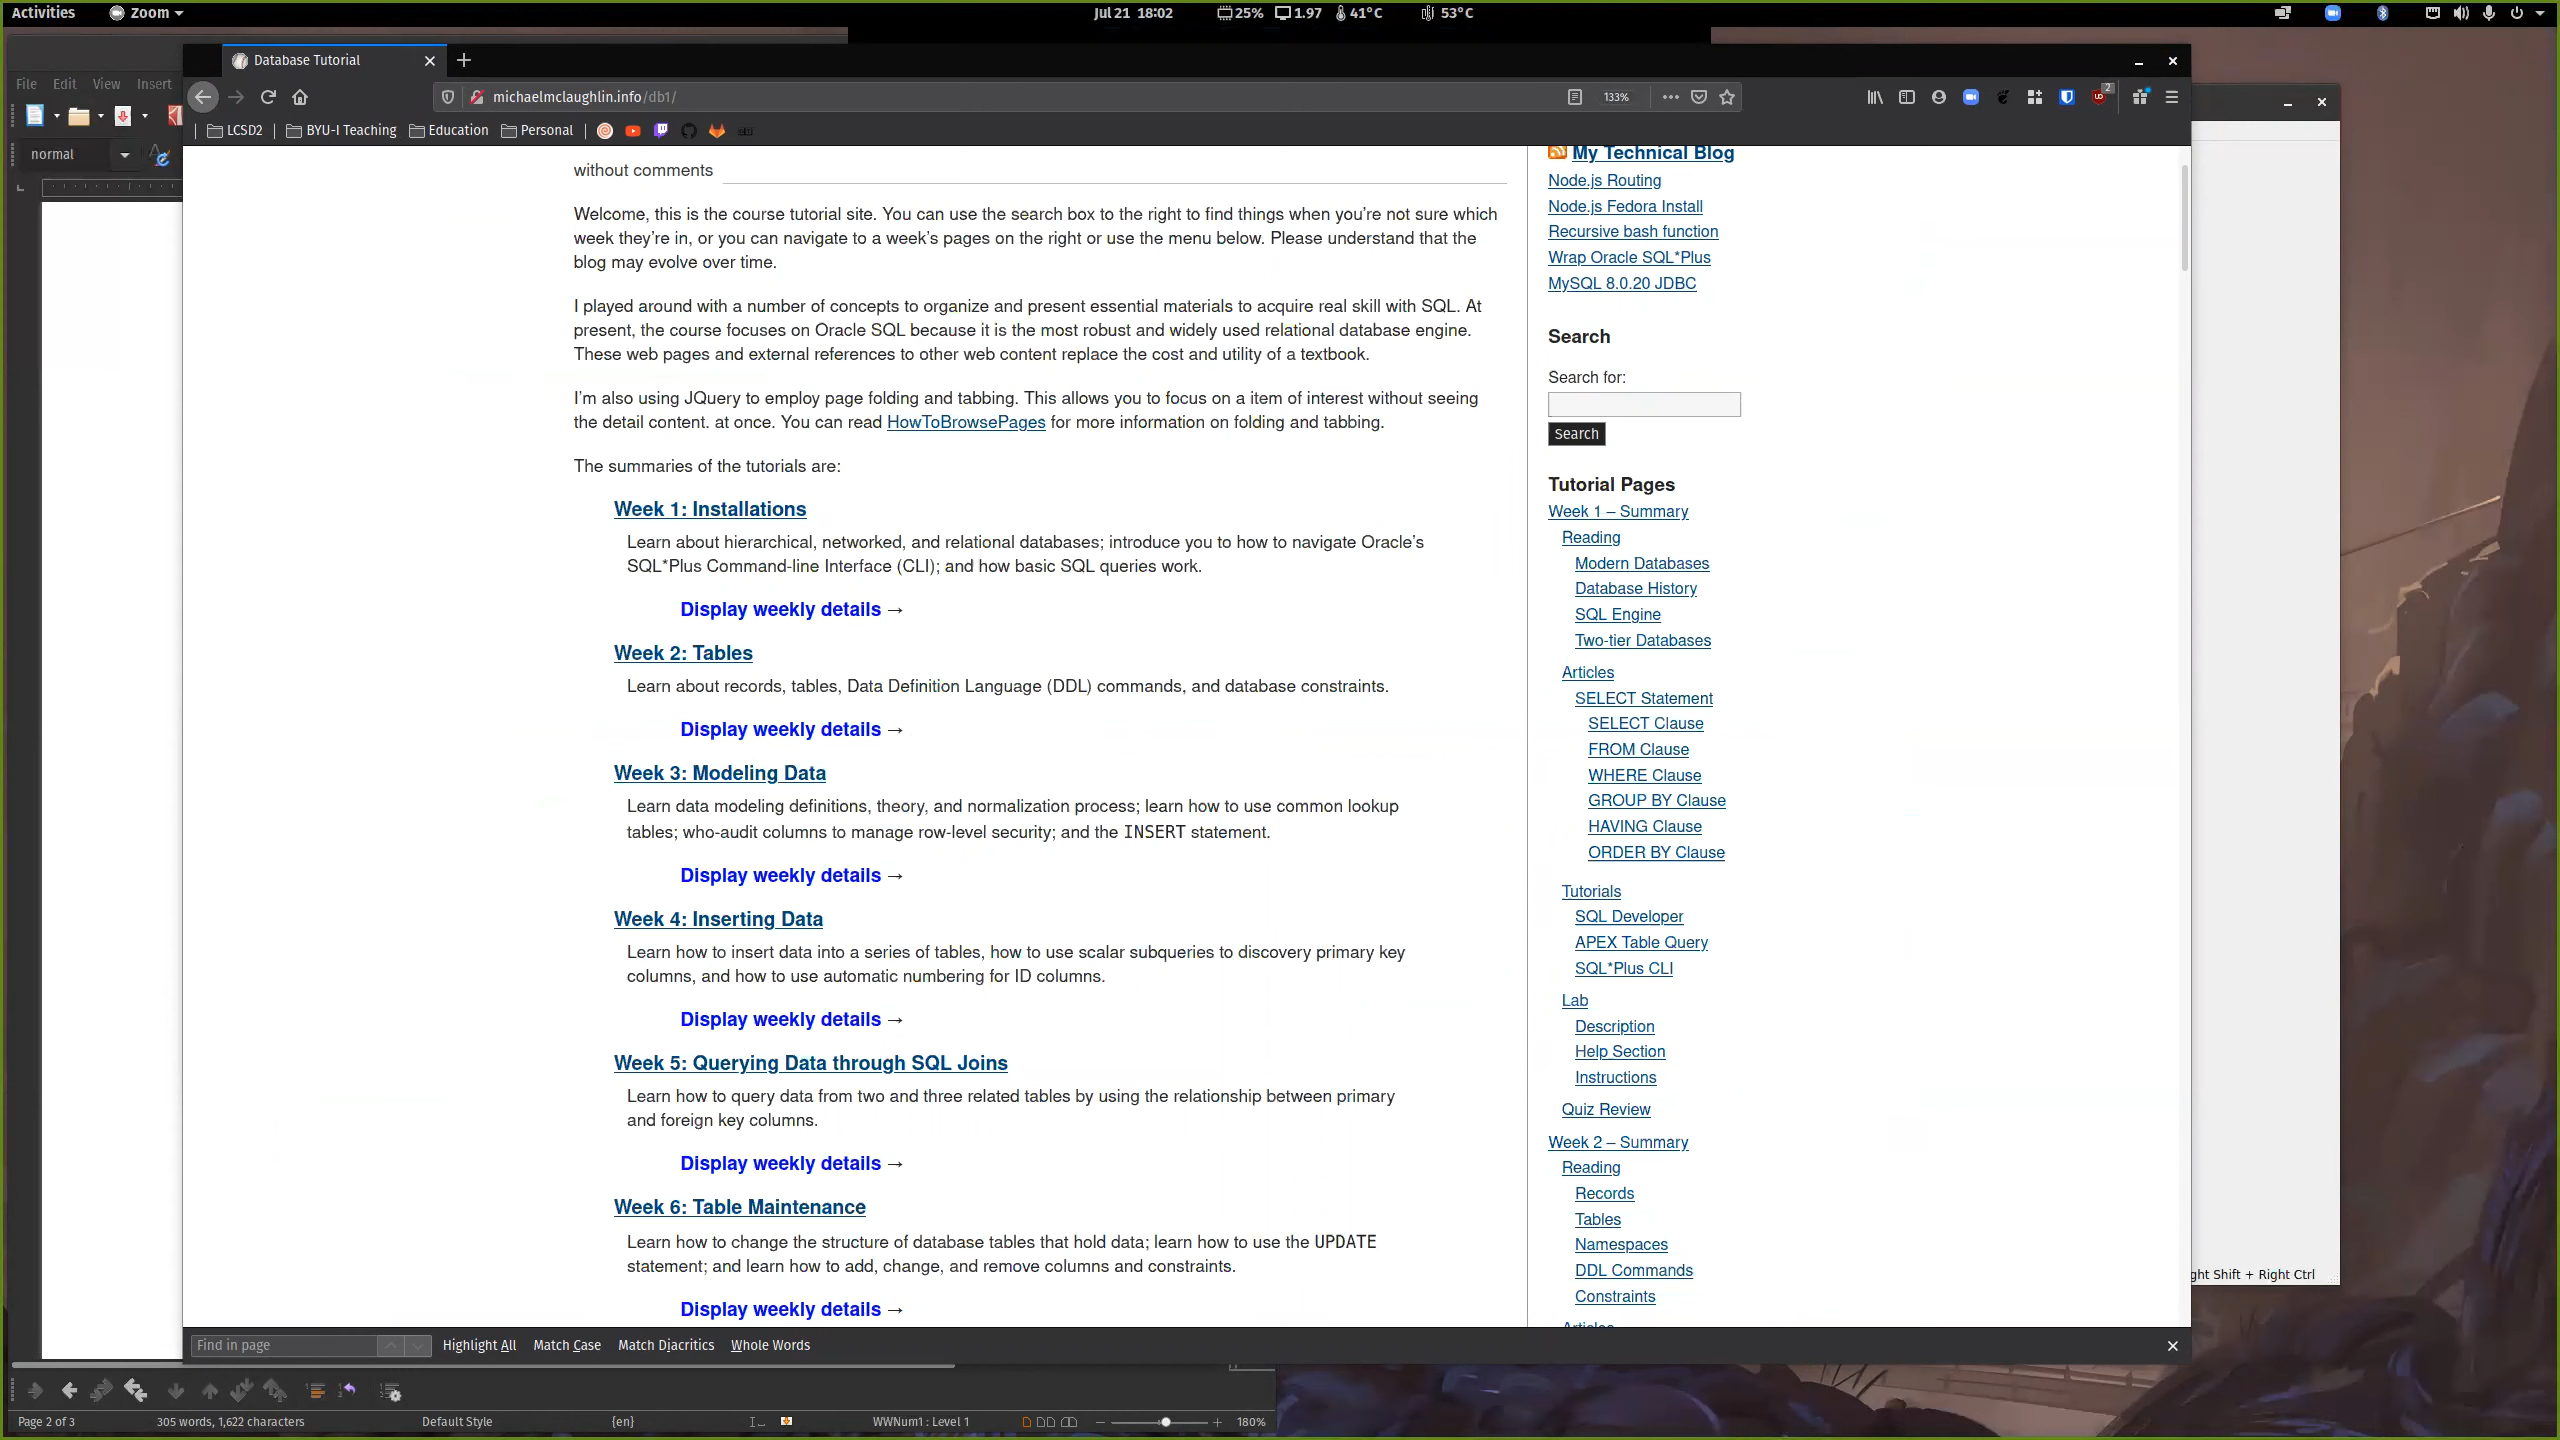 Activities
Zoom
Jul 21 18:02
25%
1.97
41°C
53°C
Database Tutorial
File Edit View Insert
michaelmclaughlin.info/db1/
133%
2
LCSD2
BYU-I Teaching
Education
Personal
normal
without comments
Welcome, this is the course tutorial site. You can use the search box to the right to find things when you're not sure which
week they're in, or you can navigate to a week's pages on the right or use the menu below. Please understand that the
blog may evolve over time.
I played around with a number of concepts to organize and present essential materials to acquire real skill with SQL. At
present, the course focuses on Oracle SQL because it is the most robust and widely used relational database engine.
These web pages and external references to other web content replace the cost and utility of a textbook.
I'm also using JQuery to employ page folding and tabbing. This allows you to focus on a item of interest without seeing
the detail content. at once. You can read HowToBrowsePages for more information on folding and tabbing.
The summaries of the tutorials are:
Week 1: Installations
Learn about hierarchical, networked, and relational databases; introduce you to how to navigate Oracle's
SQL*Plus Command-line Interface (CLI); and how basic SQL queries work.
Display weekly details →
Week 2: Tables
Learn about records, tables, Data Definition Language (DDL) commands, and database constraints.
Display weekly details →
Week 3: Modeling Data
Learn data modeling definitions, theory, and normalization process; learn how to use common lookup
tables; who-audit columns to manage row-level security; and the INSERT statement.
Display weekly details →
Week 4: Inserting Data
Learn how to insert data into a series of tables, how to use scalar subqueries to discovery primary key
columns, and how to use automatic numbering for ID columns.
Display weekly details →
Week 5: Querying Data through SQL Joins
Learn how to query data from two and three related tables by using the relationship between primary
and foreign key columns.
Display weekly details →
Week 6: Table Maintenance
Learn how to change the structure of database tables that hold data; learn how to use the UPDATE
statement; and learn how to add, change, and remove columns and constraints.
Display weekly details →
My Technical Blog
Node.js Routing
Node.js Fedora Install
Recursive bash function
Wrap Oracle SQL*Plus
MySQL 8.0.20 JDBC
Search
Search for:
Search
Tutorial Pages
Week 1 – Summary
Reading
Modern Databases
Database History
SQL Engine
Two-tier Databases
Articles
SELECT Statement
SELECT Clause
FROM Clause
WHERE Clause
GROUP BY Clause
HAVING Clause
ORDER BY Clause
Tutorials
SQL Developer
APEX Table Query
SQL*Plus CLI
Lab
Description
Help Section
Instructions
Quiz Review
Week 2 – Summary
Reading
Records
Tables
Namespaces
DDL Commands
Constraints
Articles
ght Shift + Right Ctrl
Find in page
Highlight All
Match Case
Match Diacritics
Whole Words
Page 2 of 3
305 words, 1,622 characters
Default Style
{en}
WWNum1 : Level 1
180%